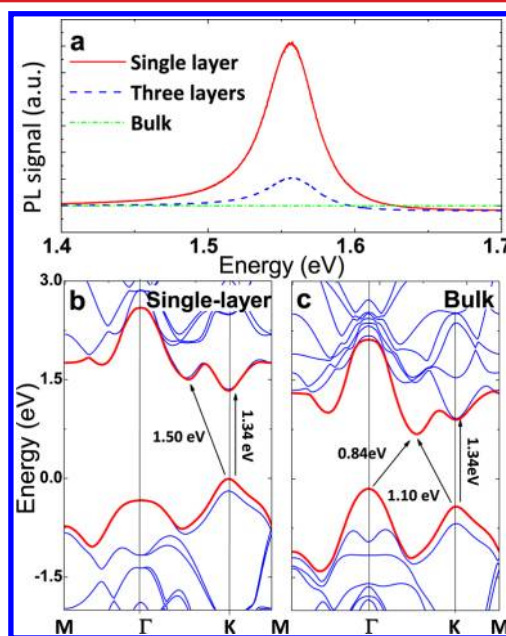 a
Single layer
Three layers
Bulk
PL signal (a.u.)
1.4 1.5 1.6 1.7
Energy (eV)
b Single-layer
c Bulk
Energy (eV)
3.0
1.5
0.0
-1.5
1.50 eV
1.34 eV
0.84eV
1.10 eV
1.34eV
M Γ K M Γ K M